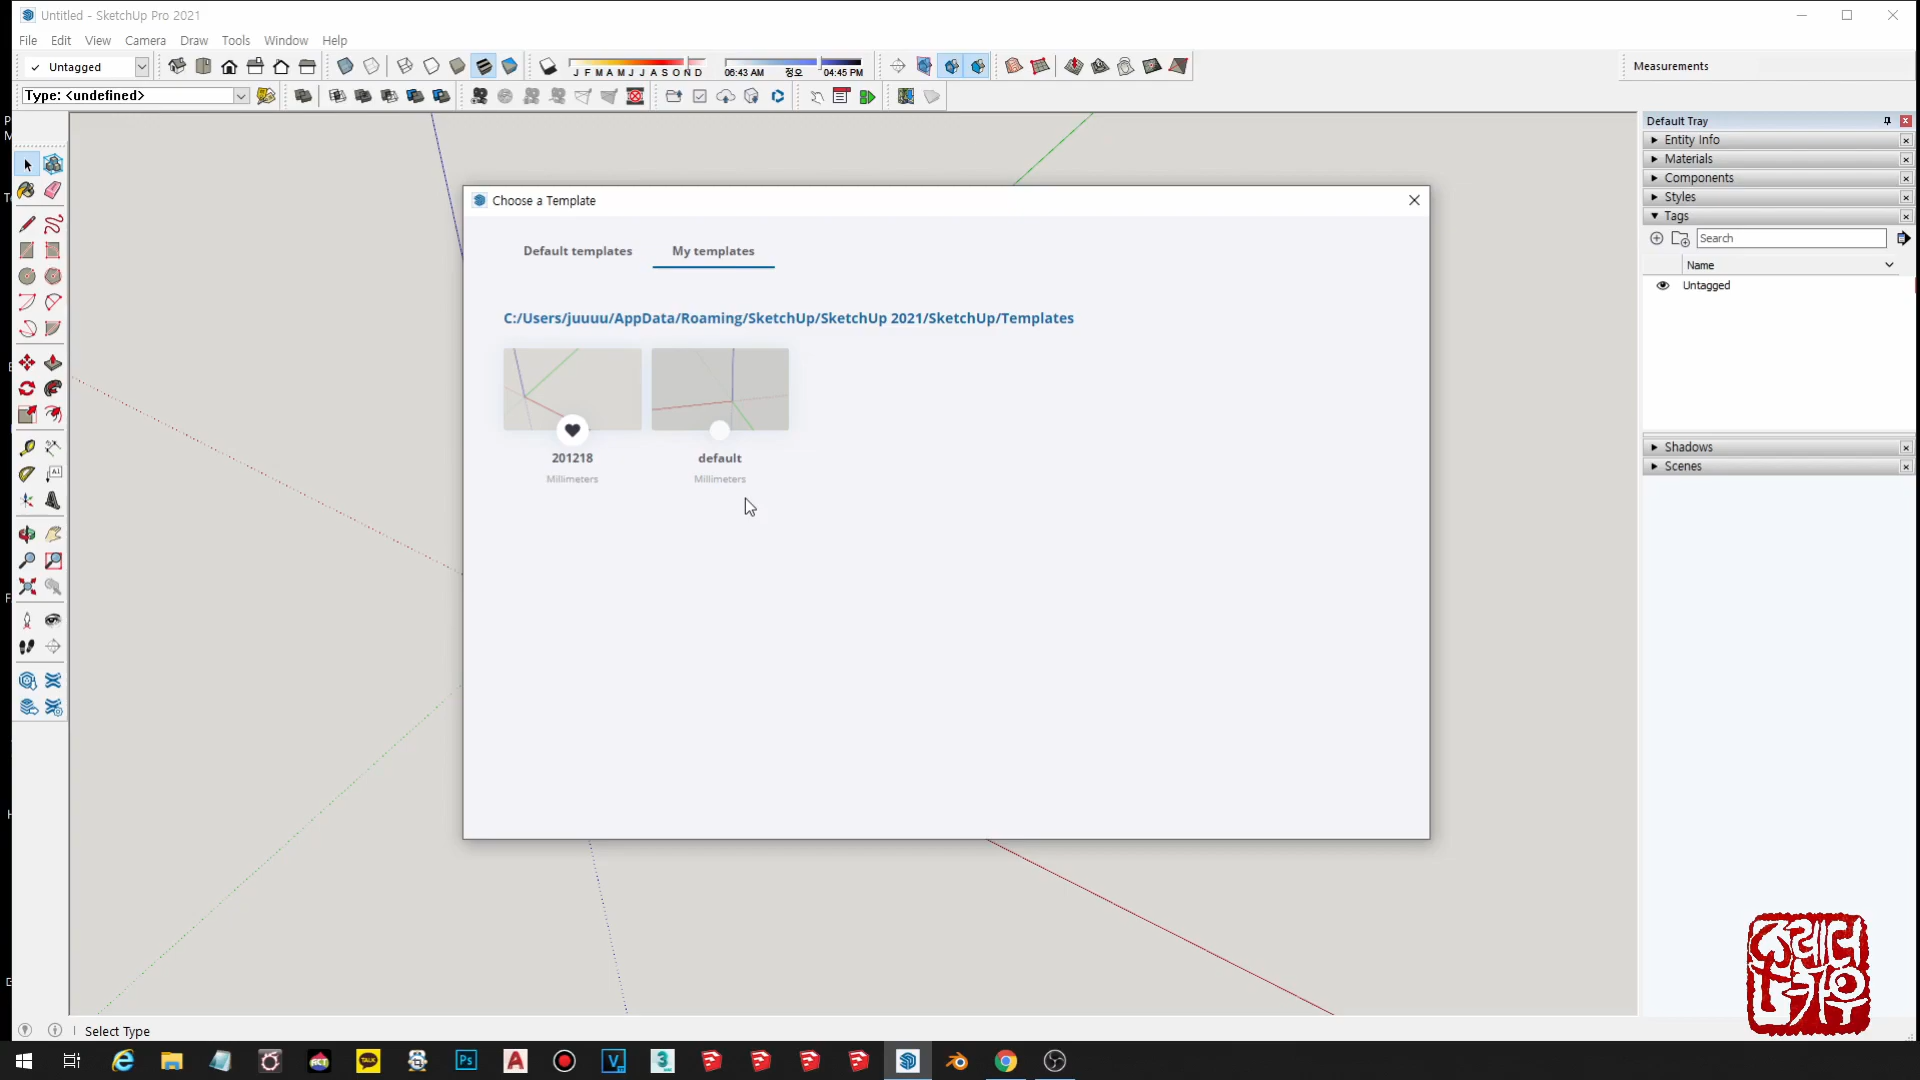 Untitled - SketchUp Pro 2021
File Edit View Camera Draw Tools Window Help
Untagged
J F M A M J J A S O N D
06:43 AM 정오 04:45 PM
Measurements
Type: <undefined>
Default Tray
Entity Info
Materials
Components
Styles
Tags
Search
Name
Untagged
Shadows
Scenes
Choose a Template
Default templates My templates
C:/Users/juuuu/AppData/Roaming/SketchUp/SketchUp 2021/SketchUp/Templates
201218 default
Millimeters Millimeters
Select Type